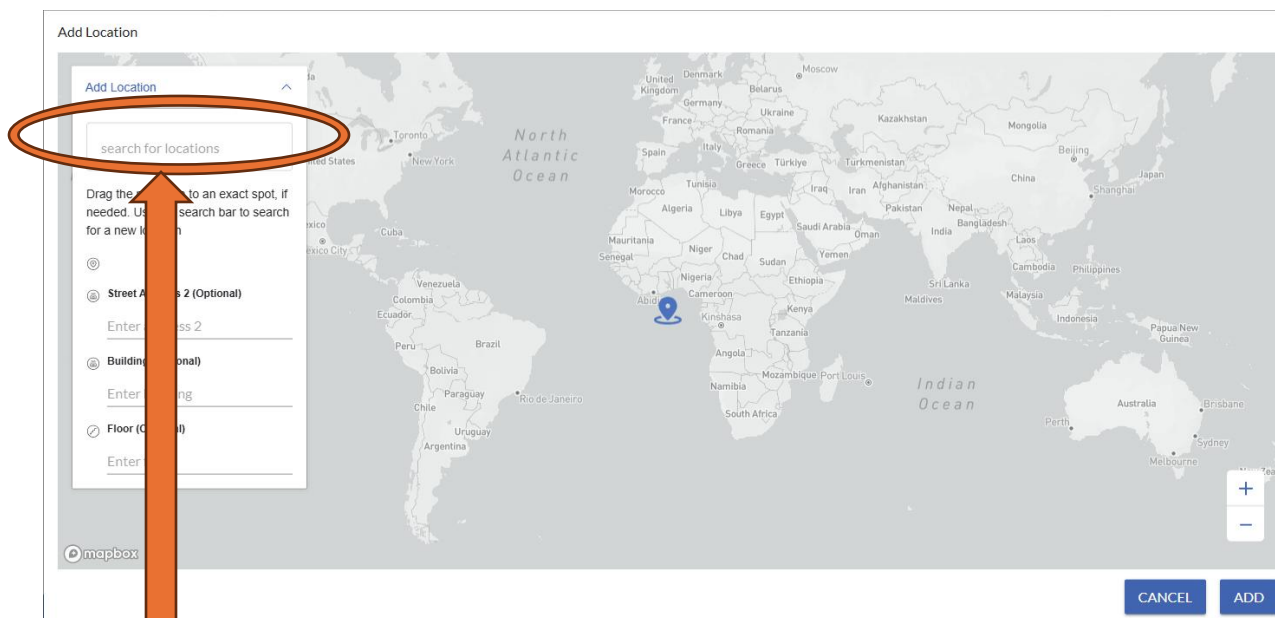 Add Location
Add Location
search for locations
Drag the to an exact spot, if
needed. search bar to search
for a new
Street 2 (Optional)
Enter 2
Building
Enter
Floor
Enter
United Kingdom
Denmark
Moscow
Belarus
Germany
Ukraine
France
Romania
Kazakhstan
Mongolia
Toronto
North
Atlantic
Ocean
Spain
Italy
Greece
Türkiye
Turkmenistan
Beijing
United States
New York
Tunisia
Morocco
Iraq
Iran
Afghanistan
China
Japan
Shanghai
Algeria
Libya
Egypt
Pakistan
Nepal
Bangladesh
Saudi Arabia
Oman
India
Laos
Cuba
Mexico City
Mauritania
Niger
Chad
Sudan
Yemen
Senegal
Cambodia
Philippines
Venezuela
Nigeria
Ethiopia
Colombia
Cameroon
Sri Lanka
Maldives
Malaysia
Ecuador
Kenya
Kinshasa
Indonesia
Papua New
Guinea
Tanzania
Peru
Brazil
Angola
Bolivia
Mozambique
Port Louis
Namibia
Indian
Ocean
Paraguay
Rio de Janeiro
Chile
South Africa
Australia
Brisbane
Uruguay
Perth
Argentina
Sydney
Melbourne
+
−
mapbox
CANCEL ADD